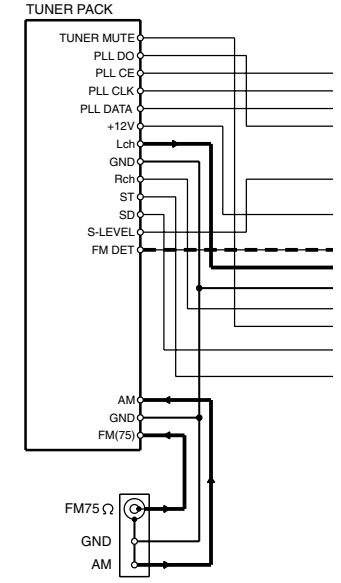 TUNER PACK
TUNER MUTE
PLL DO
PLL CE
PLL CLK
PLL DATA
+12V
Lch
GND
Rch
ST
SD
S-LEVEL
FM DET
AM
GND
FM(75)
FM75Ω
GND
AM